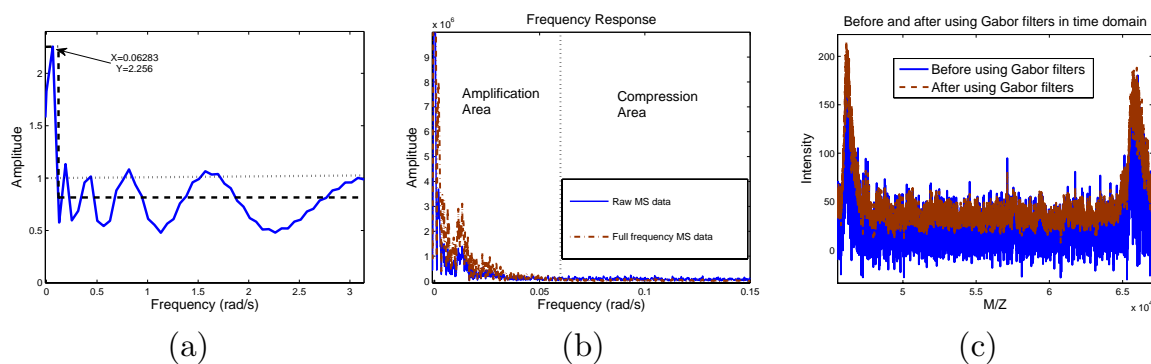 X=0.06283
Y=2.256
2
1.5
1
0.5
0
Amplitude
0 0.5 1 1.5 2 2.5 3
Frequency (rad/s)
(a)
Frequency Response
x 10⁶
9
8
7
6
5
4
3
2
1
0
Amplitude
Amplification
Area
Compression
Area
Raw MS data
Full frequency MS data
0 0.05 0.1 0.15
Frequency (rad/s)
(b)
Before and after using Gabor filters in time domain
200
150
100
50
0
Intensity
Before using Gabor filters
After using Gabor filters
5 5.5 6 6.5
x 10
M/Z
(c)